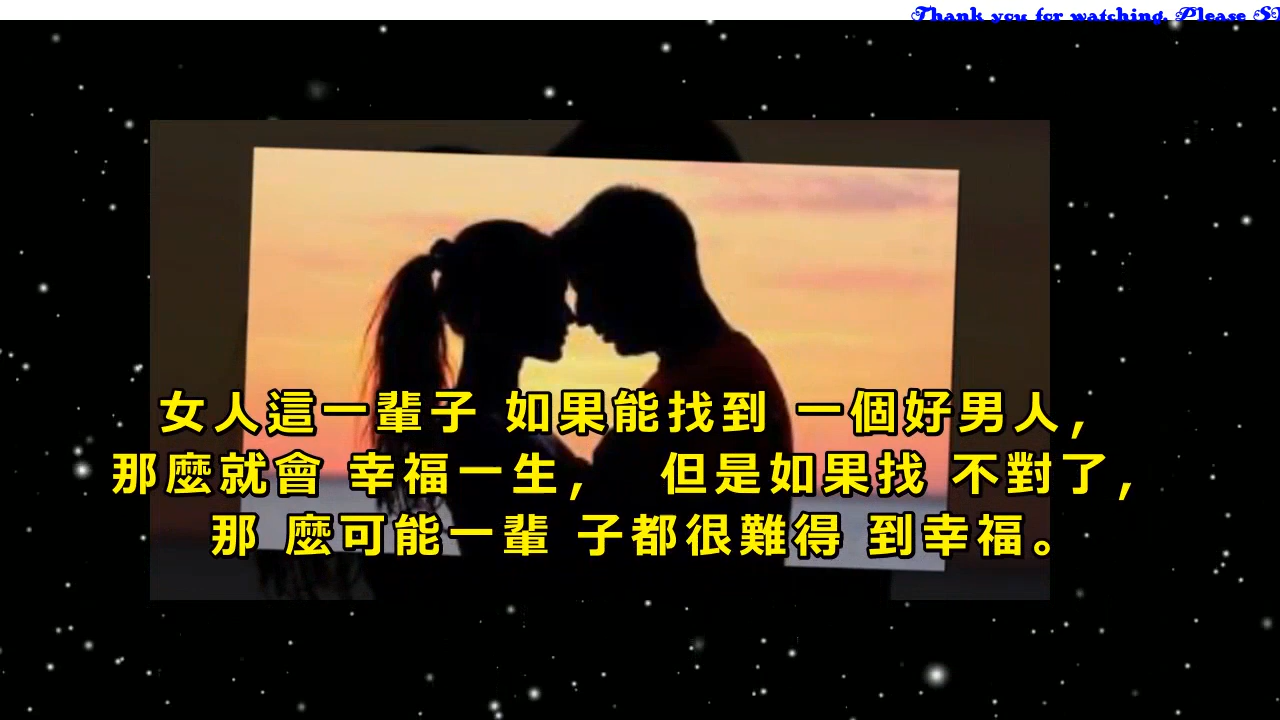 Thank you for watching. Please
女人這一輩子 如果能找到 一個好男人，
那麼就會 幸福一生， 但是如果找 不對了，
那 麼可能一輩 子都很難得 到幸福。